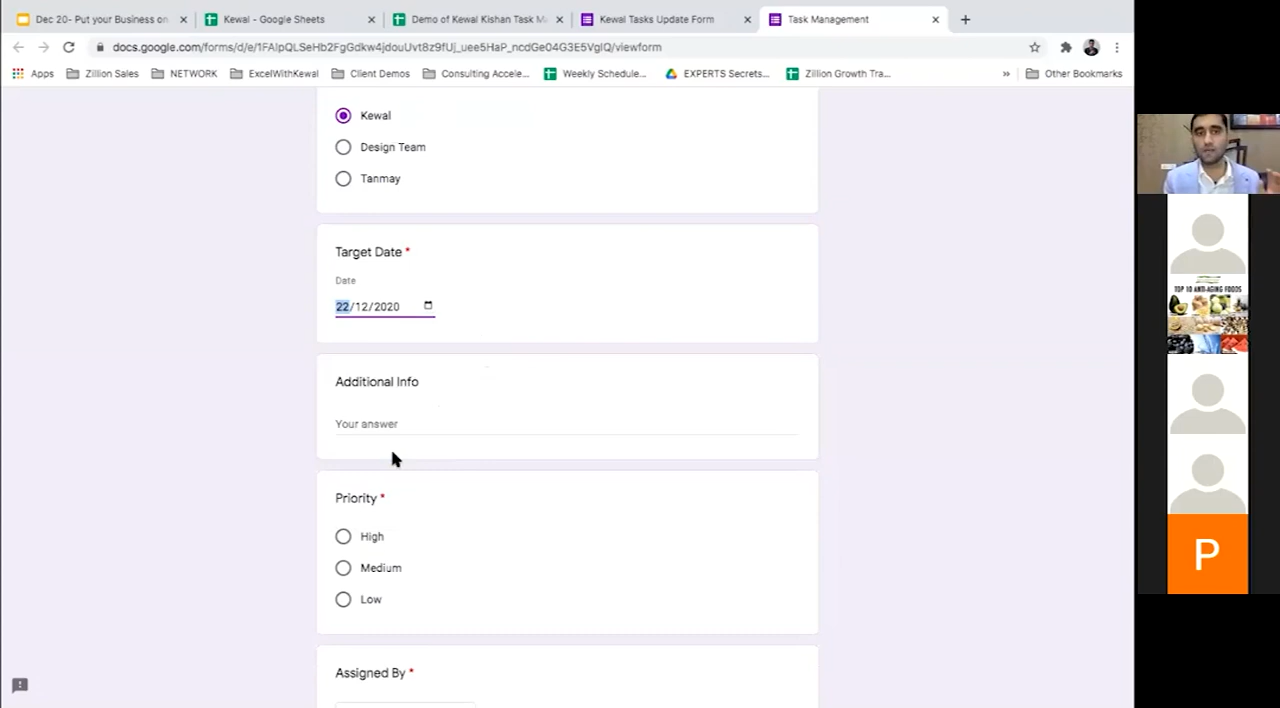 Dec 20- Put your Business on
Kewal - Google Sheets
Demo of Kewal Kishan Task M
Kewal Tasks Update Form
Task Management
docs.google.com/forms/d/e/
/viewform
Apps
Zillion Sales
NETWORK
ExcelWithKewal
Client Demos
Consulting Accele...
Weekly Schedule...
EXPERTS Secrets...
Zillion Growth Tra...
»
Other Bookmarks
Kewal
Design Team
Tanmay
Target Date *
Date
22/12/2020
Additional Info
Your answer
Priority *
High
Medium
Low
Assigned By *
TOP 10 ANTI-AGING FOODS
P